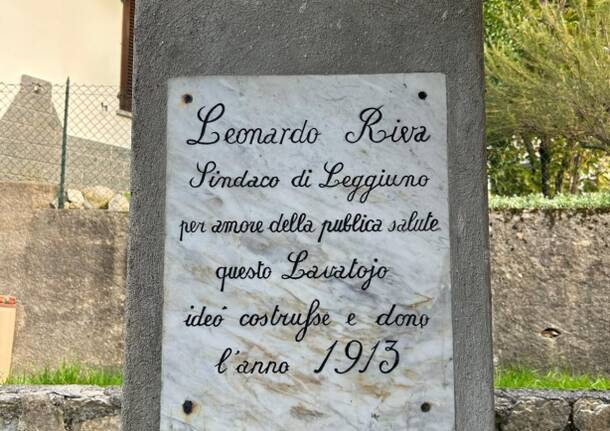 Leonardo Riva
Sindaco di Leggiuno
per amore della publica salute
questo Lavatojo
ideò costrusse e donò
l'anno 1913